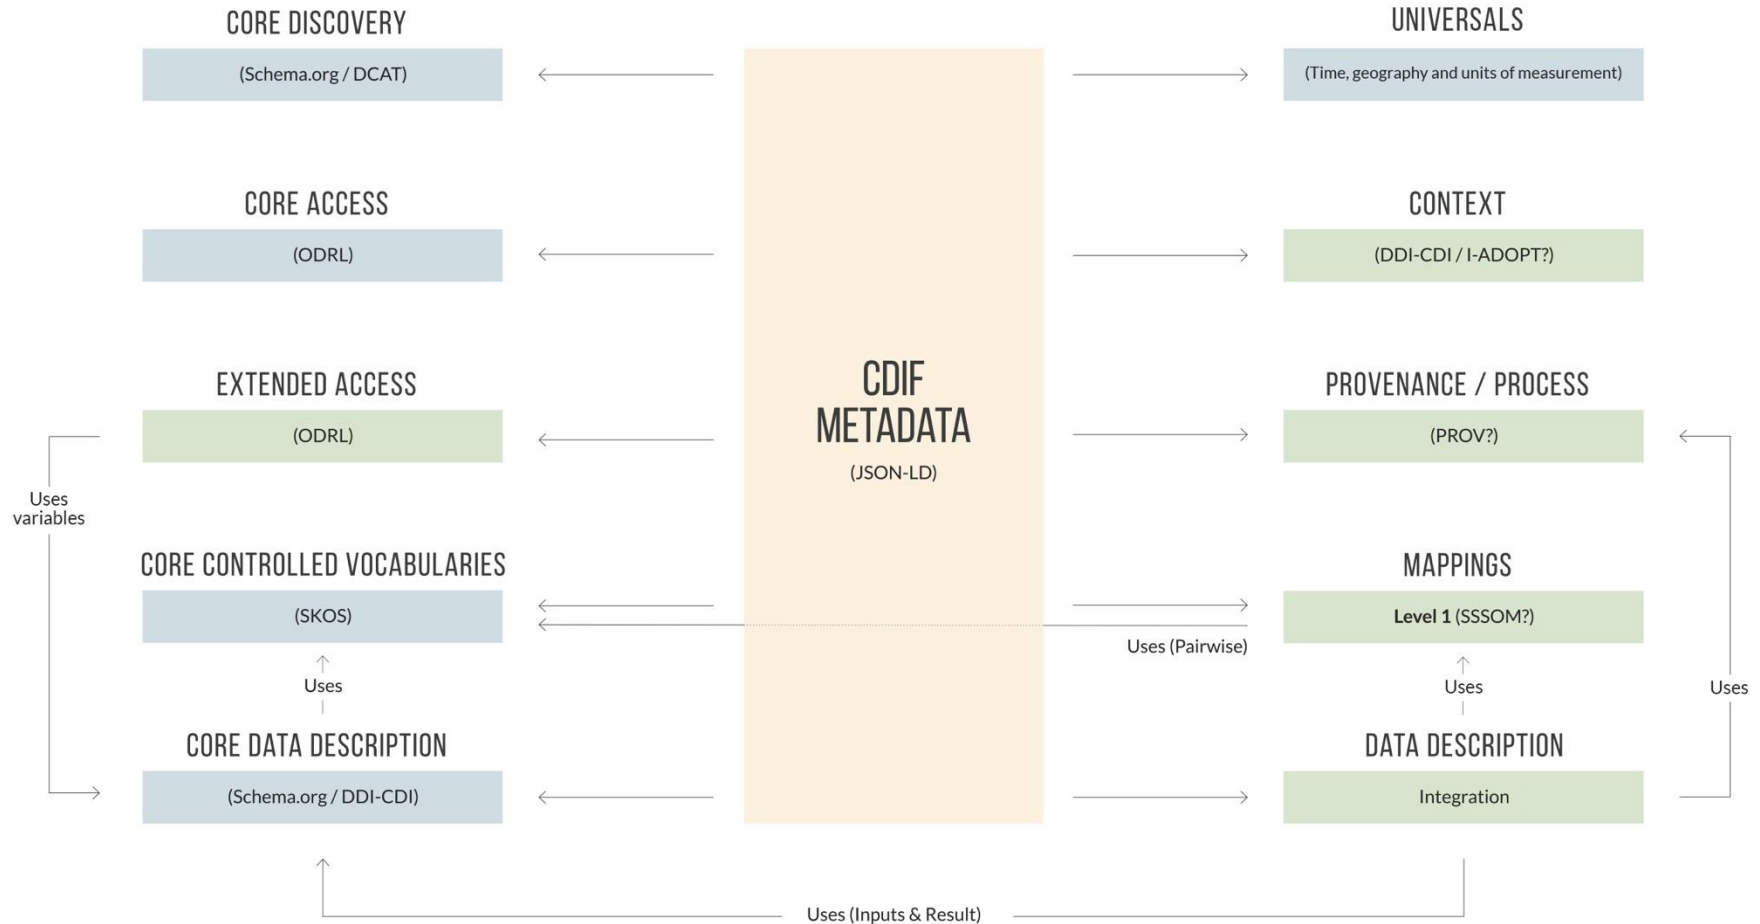 CORE DISCOVERY
(Schema.org / DCAT)
CORE ACCESS
(ODRL)
EXTENDED ACCESS
(ODRL)
Uses
variables
CORE CONTROLLED VOCABULARIES
(SKOS)
Uses
CORE DATA DESCRIPTION
(Schema.org / DDI-CDI)
CDIF
METADATA
(JSON-LD)
UNIVERSALS
(Time, geography and units of measurement)
CONTEXT
(DDI-CDI / I-ADOPT?)
PROVENANCE / PROCESS
(PROV?)
MAPPINGS
Level 1 (SSSOM?)
Uses (Pairwise)
Uses
Uses
DATA DESCRIPTION
Integration
Uses (Inputs & Result)